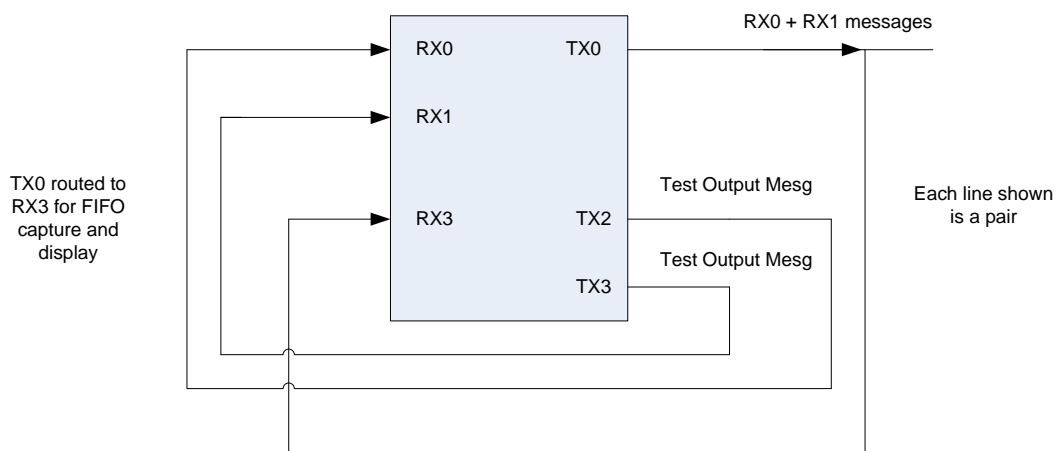 RX0 + RX1 messages
RX0
TX0
RX1
TX0 routed to
RX3 for FIFO
capture and
display
Test Output Mesg
Each line shown
is a pair
RX3
TX2
Test Output Mesg
TX3